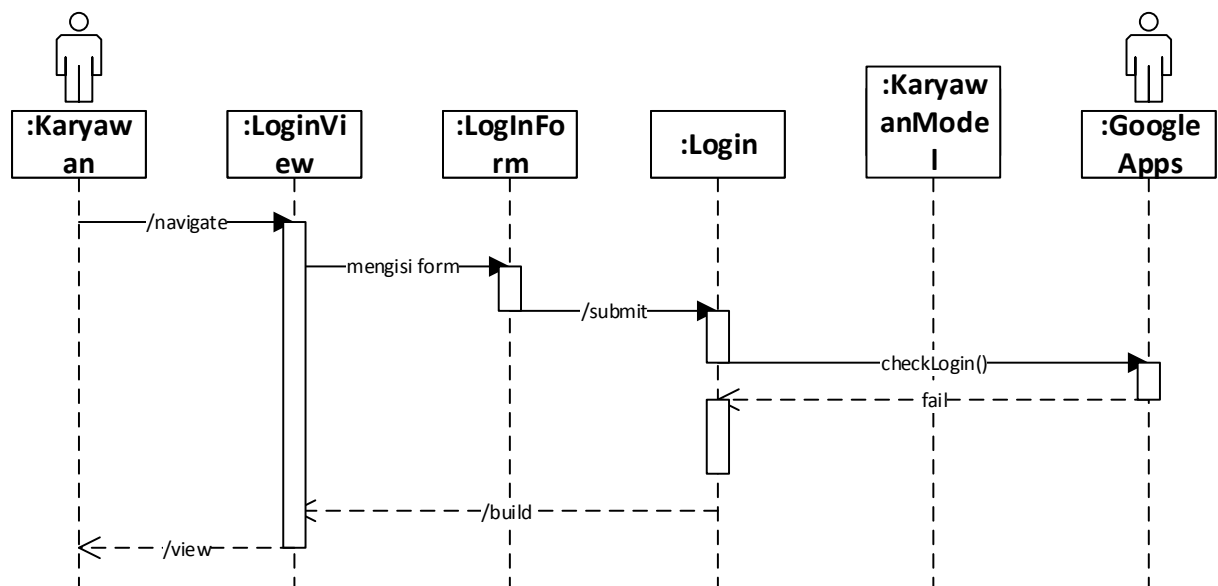 :Karyaw
an
:LoginVi
ew
:LogInFo
rm
:Login
:Karyaw
anMode
l
:Google
Apps
/navigate
mengisi form
/submit
checkLogin()
fail
/build
/view